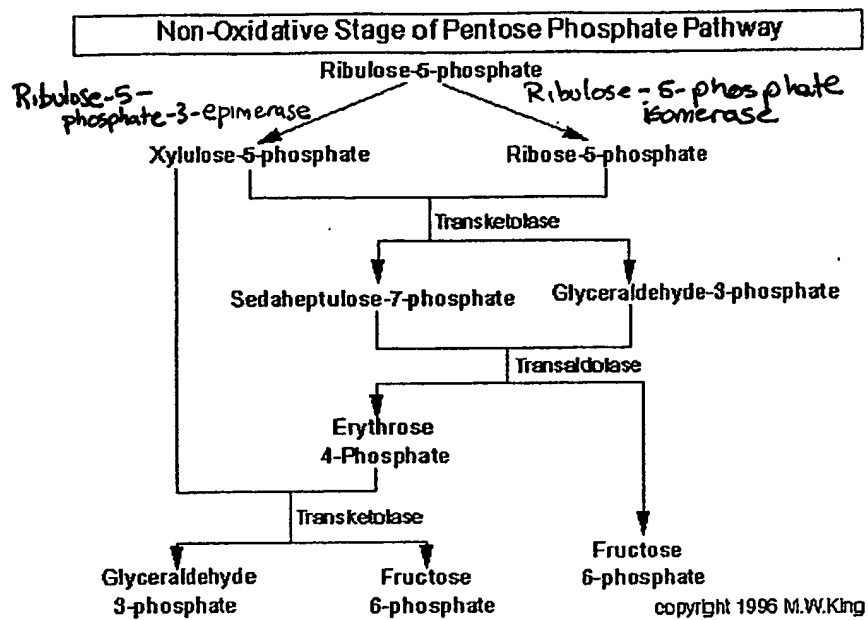 Non-Oxidative Stage of Pentose Phosphate Pathway
Ribulose-5-phosphate
Ribulose-5-
phosphate-3-epimerase
Ribulose-5-phosphate
isomerase
Xylulose-5-phosphate
Ribose-5-phosphate
Transketolase
Sedaheptulose-7-phosphate
Glyceraldehyde-3-phosphate
Transaldolase
Erythrose
4-Phosphate
Transketolase
Glyceraldehyde
3-phosphate
Fructose
6-phosphate
Fructose
6-phosphate
copyright 1996 M.W.King